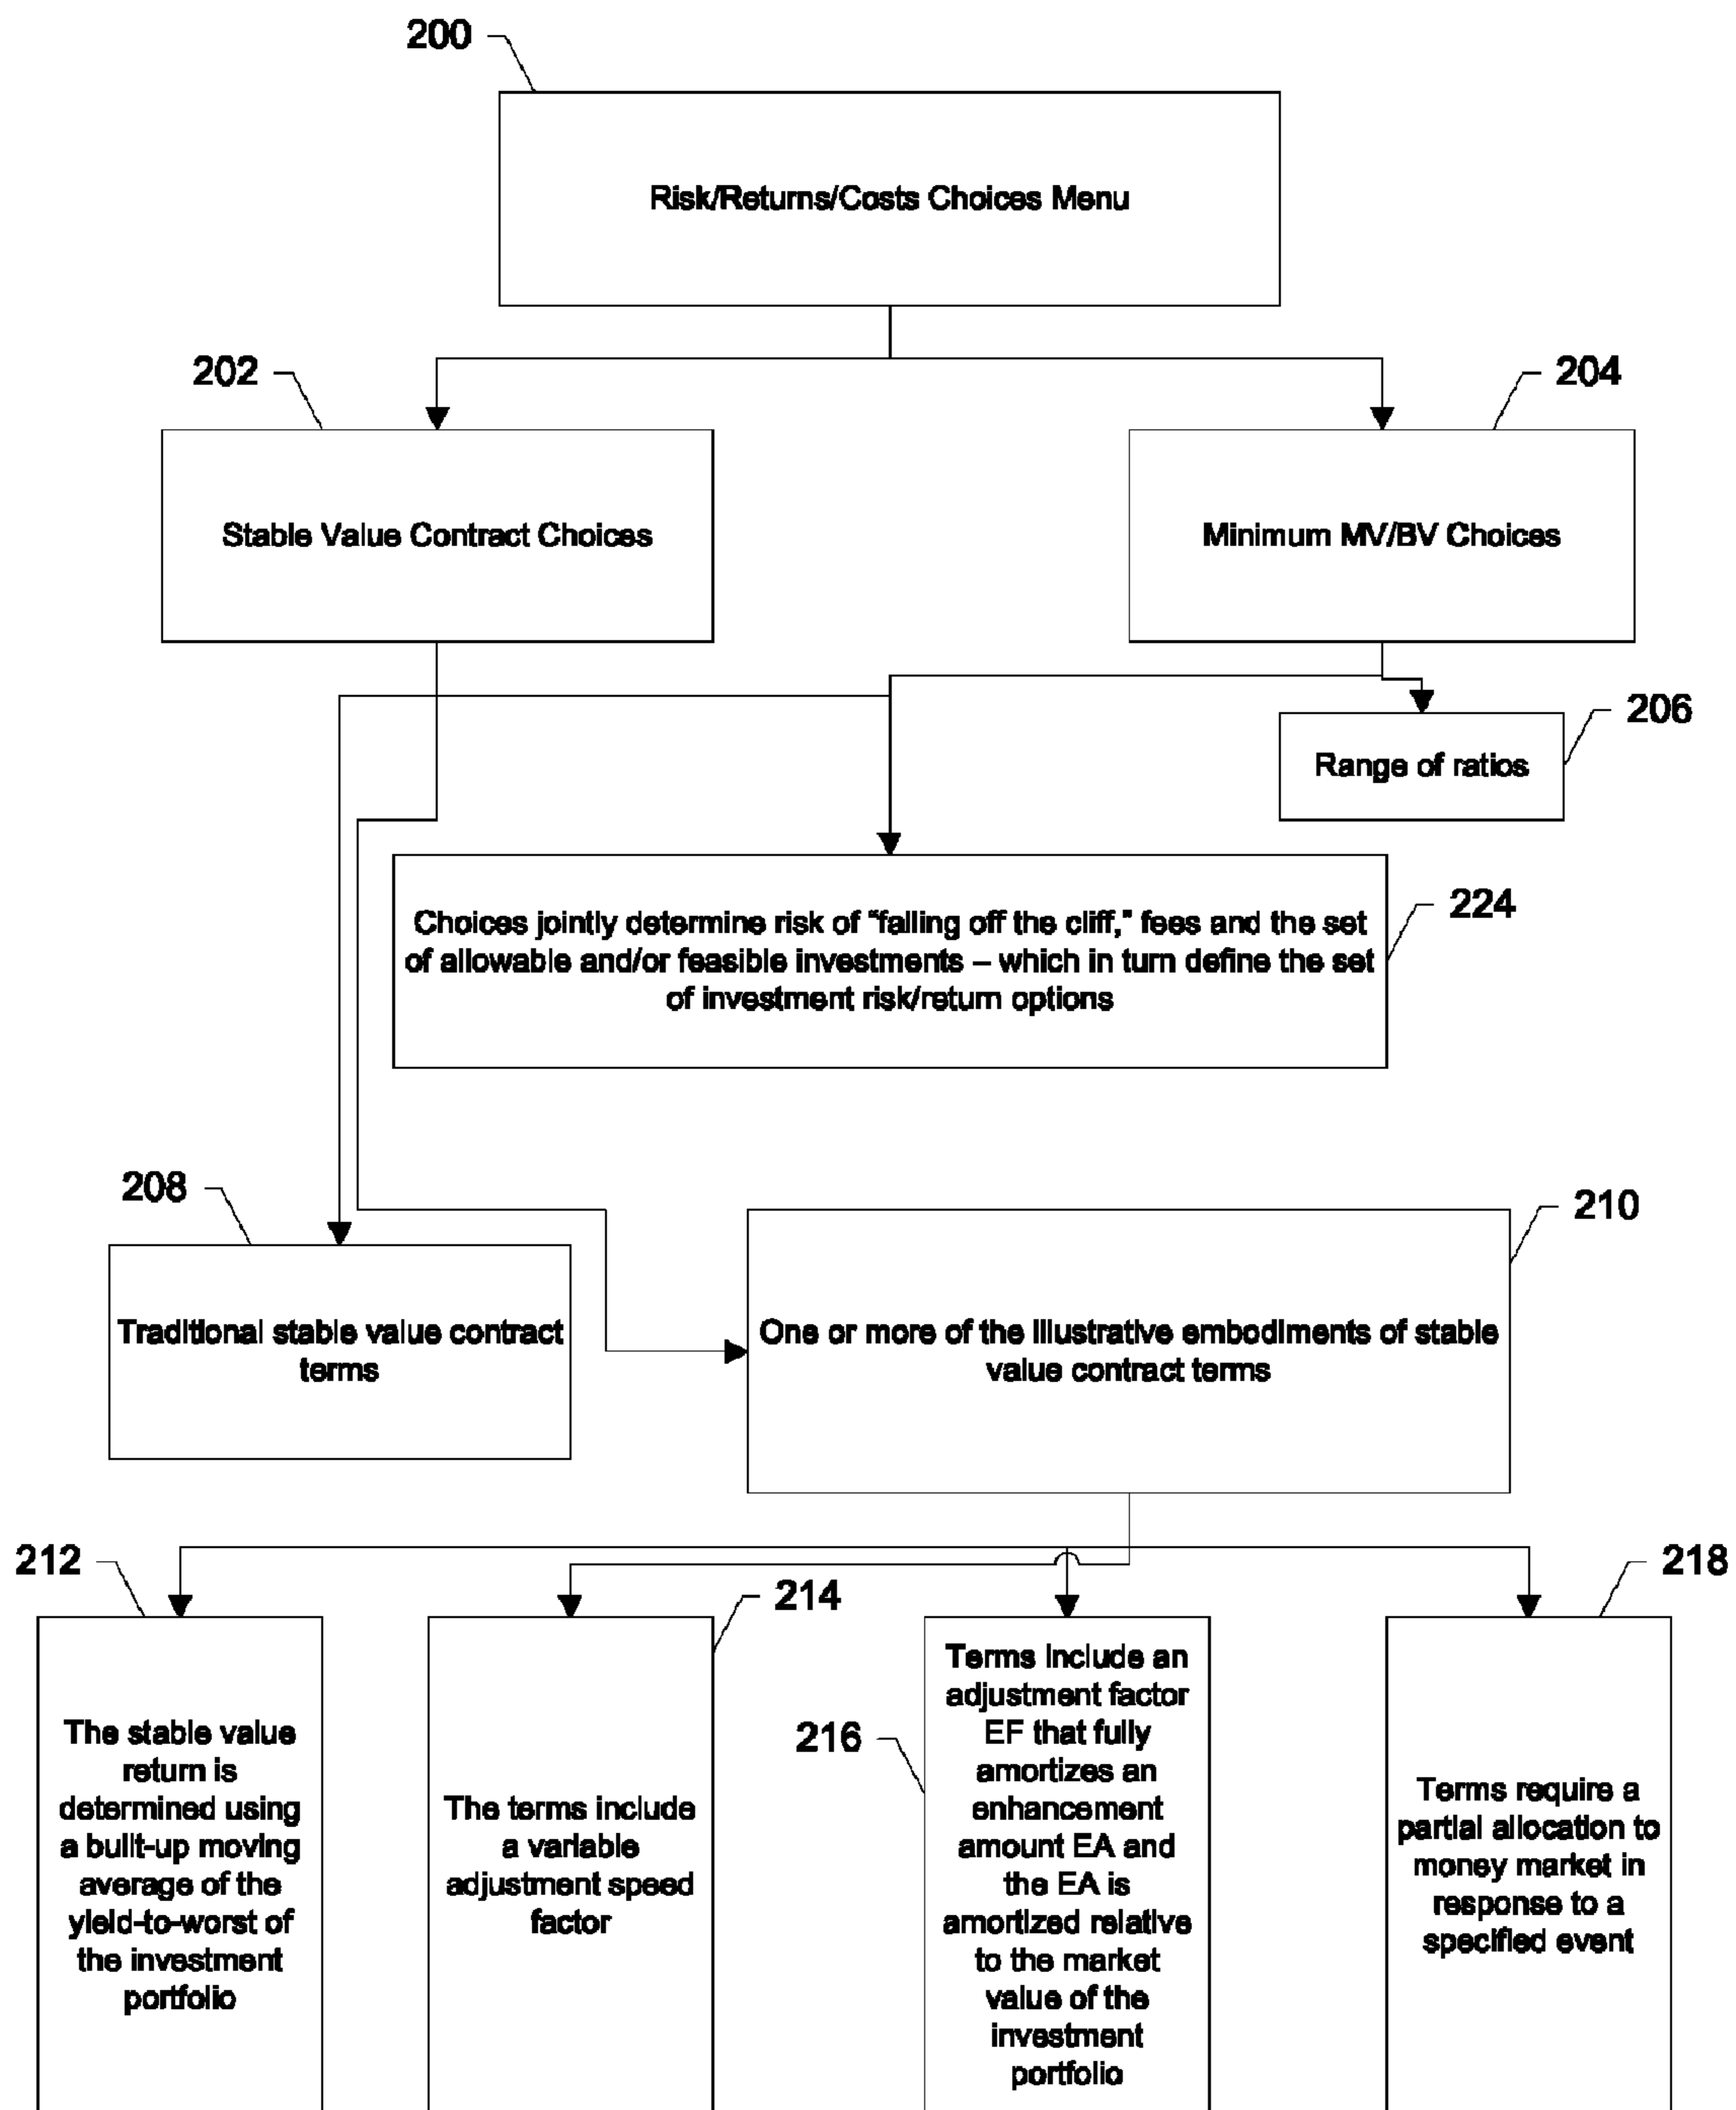 200
Risk/Returns/Costs Choices Menu
202
204
Stable Value Contract Choices
Minimum MV/BV Choices
206
Range of ratios
224
Choices jointly determine risk of “falling off the cliff,” fees and the set
of allowable and/or feasible investments – which in turn define the set
of investment risk/return options
208
210
Traditional stable value contract
terms
One or more of the illustrative embodiments of stable
value contract terms
212
214
216
218
The stable value
return is
determined using
a built-up moving
average of the
yield-to-worst of
the investment
portfolio
The terms include
a variable
adjustment speed
factor
Terms include an
adjustment factor
EF that fully
amortizes an
enhancement
amount EA and
the EA is
amortized relative
to the market
value of the
investment
portfolio
Terms require a
partial allocation to
money market in
response to a
specified event